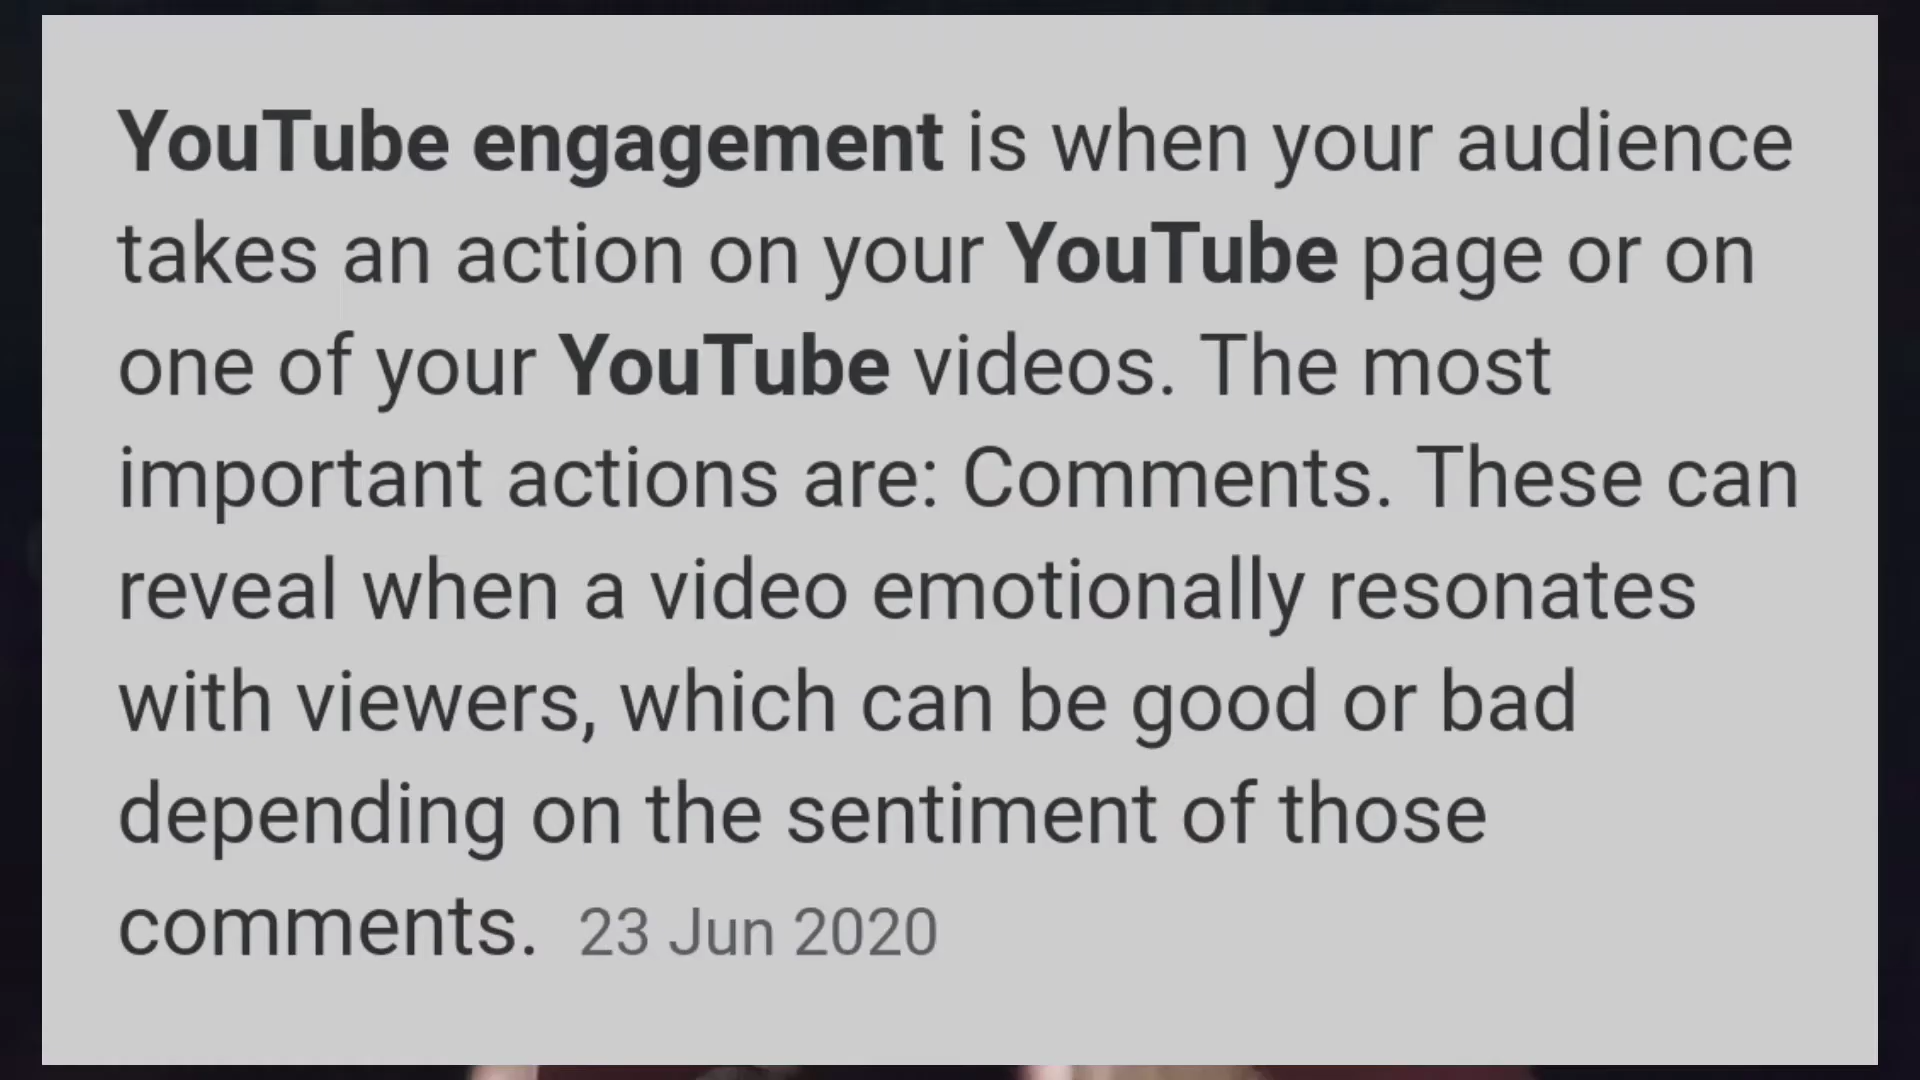 YouTube engagement is when your audience
takes an action on your YouTube page or on
one of your YouTube videos. The most
important actions are: Comments. These can
reveal when a video emotionally resonates
with viewers, which can be good or bad
depending on the sentiment of those
comments. 23 Jun 2020